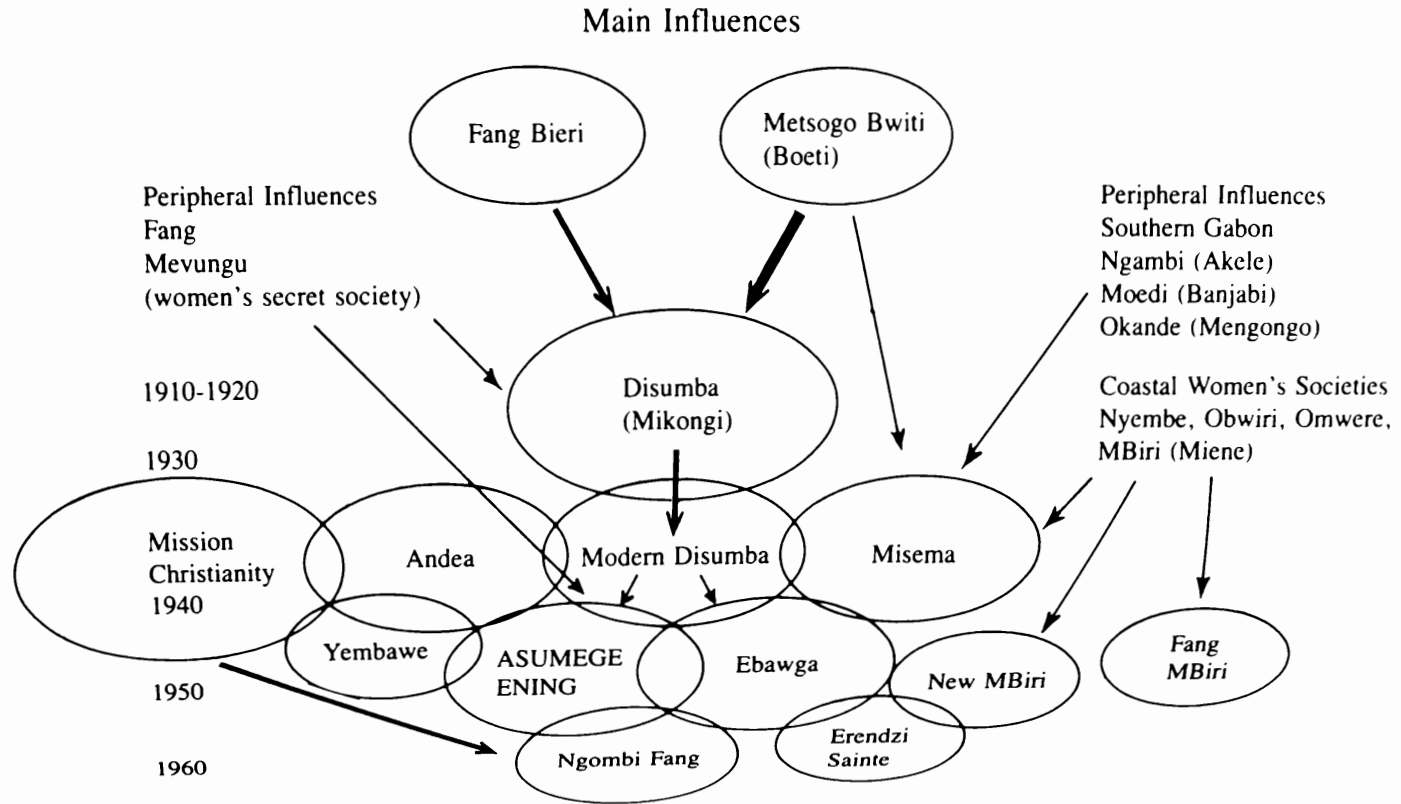 Main Influences
Fang Bieri
Metsogo Bwiti
(Boeti)
Peripheral Influences
Fang
Mevungu
(women's secret society)
Peripheral Influences
Southern Gabon
Ngambi (Akele)
Moedi (Banjabi)
Okande (Mengongo)
1910-1920
Disumba
(Mikongi)
Coastal Women's Societies
Nyembe, Obwiri, Omwere,
MBiri (Miene)
1930
Mission
Christianity
1940
Andea
Modern Disumba
Misema
Yembawe
ASUMEGE
ENING
Ebawga
New MBiri
Fang
MBiri
1950
Ngombi Fang
Erendzi
Sainte
1960